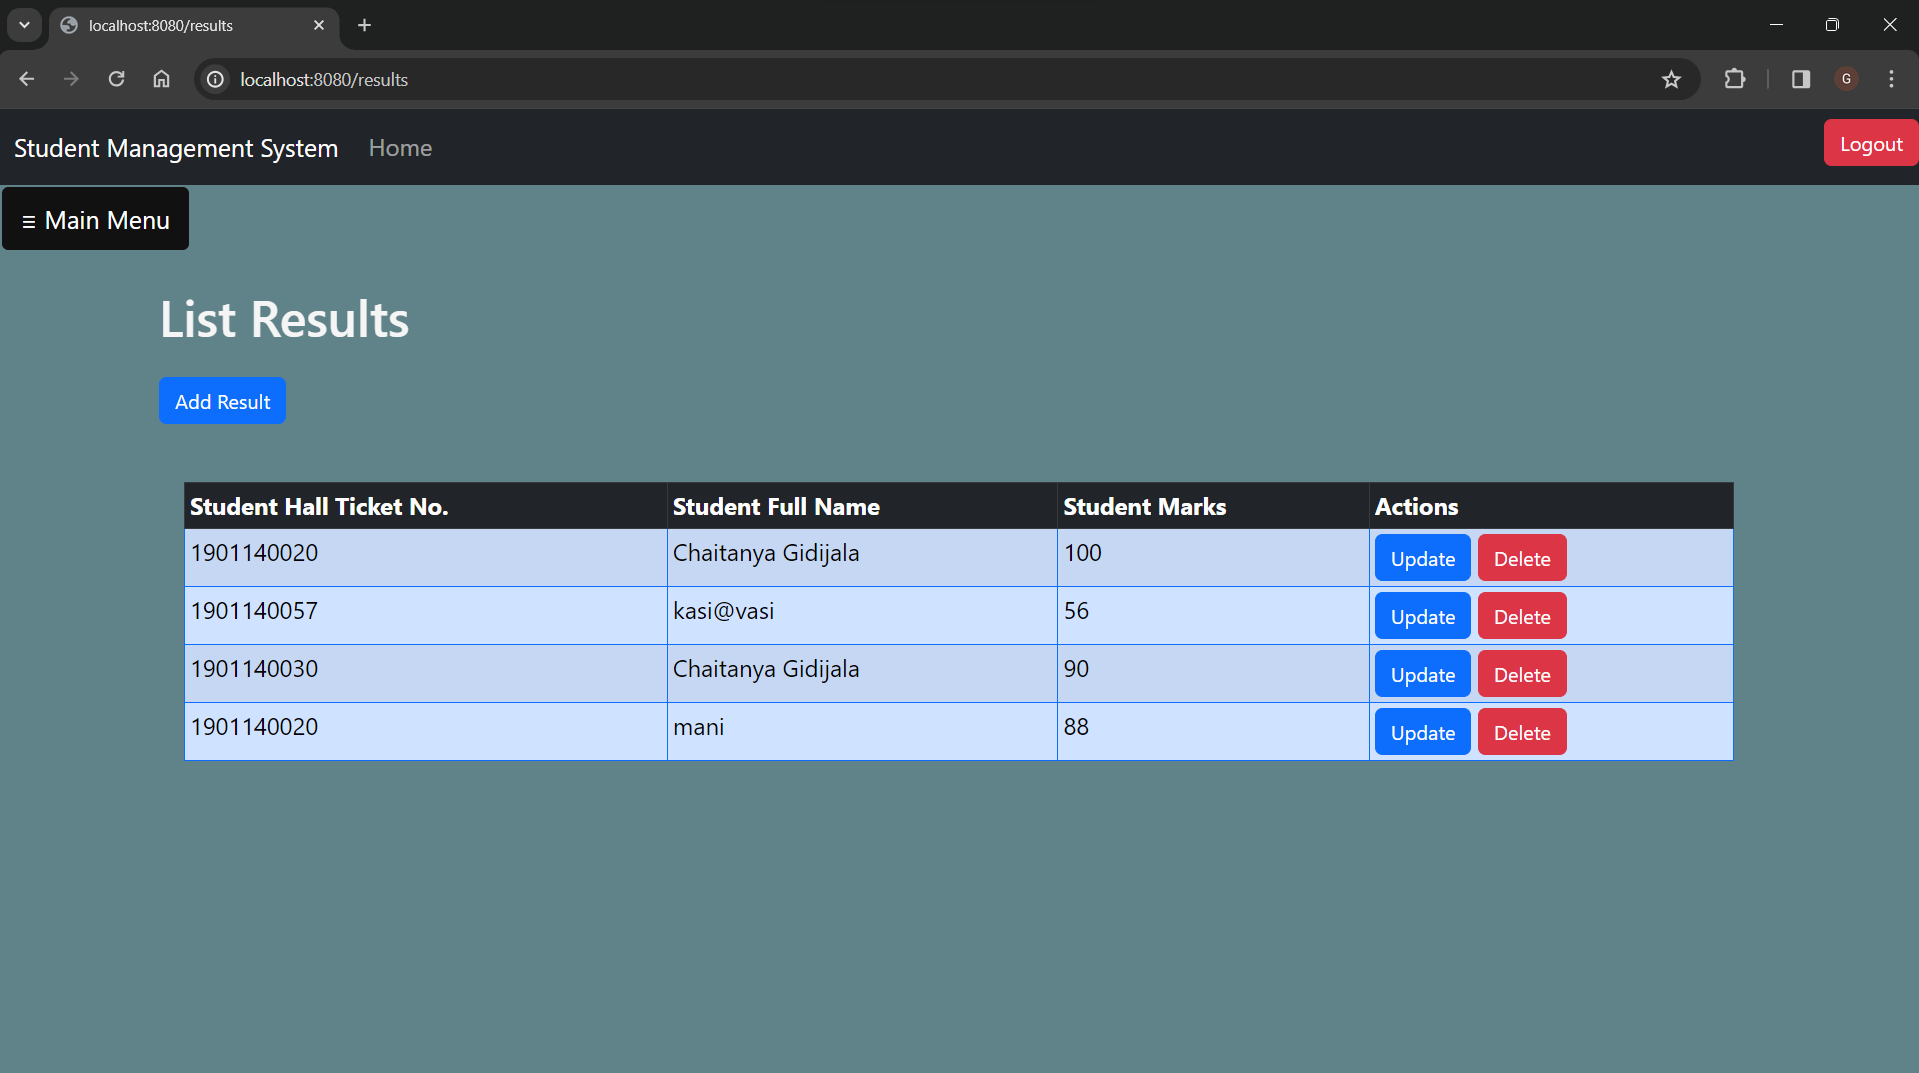 localhost:8080/results
localhost:8080/results
G
Student Management System Home Logout
≡ Main Menu
List Results
Add Result
Student Hall Ticket No. Student Full Name Student Marks Actions
1901140020 Chaitanya Gidijala 100 Update Delete
1901140057 kasi@vasi 56 Update Delete
1901140030 Chaitanya Gidijala 90 Update Delete
1901140020 mani 88 Update Delete